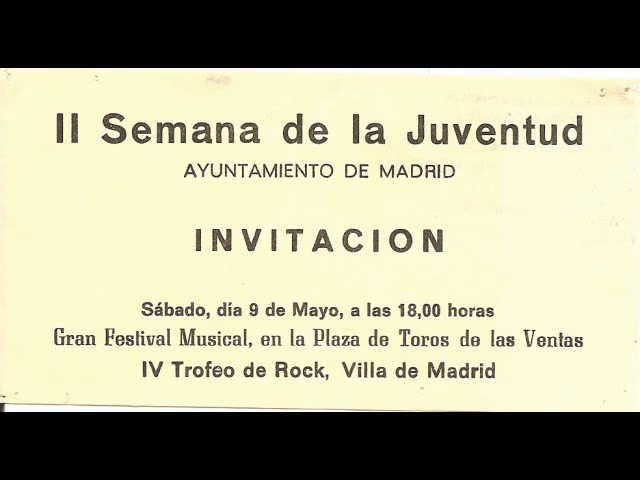 II Semana de la Juventud
AYUNTAMIENTO DE MADRID
INVITACION
Sábado, día 9 de Mayo, a las 18,00 horas
Gran Festival Musical, en la Plaza de Toros de las Ventas
IV Trofeo de Rock, Villa de Madrid